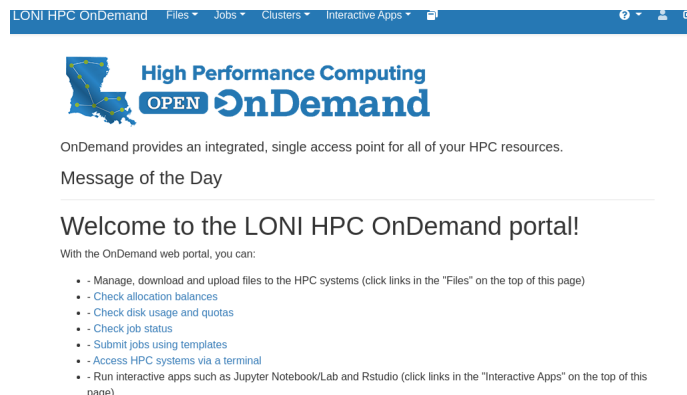 LONI HPC OnDemand Files Jobs Clusters Interactive Apps
High Performance Computing
OPEN OnDemand
OnDemand provides an integrated, single access point for all of your HPC resources.
Message of the Day
Welcome to the LONI HPC OnDemand portal!
With the OnDemand web portal, you can:
- Manage, download and upload files to the HPC systems (click links in the "Files" on the top of this page)
- Check allocation balances
- Check disk usage and quotas
- Check job status
- Submit jobs using templates
- Access HPC systems via a terminal
- Run interactive apps such as Jupyter Notebook/Lab and Rstudio (click links in the "Interactive Apps" on the top of this
page)